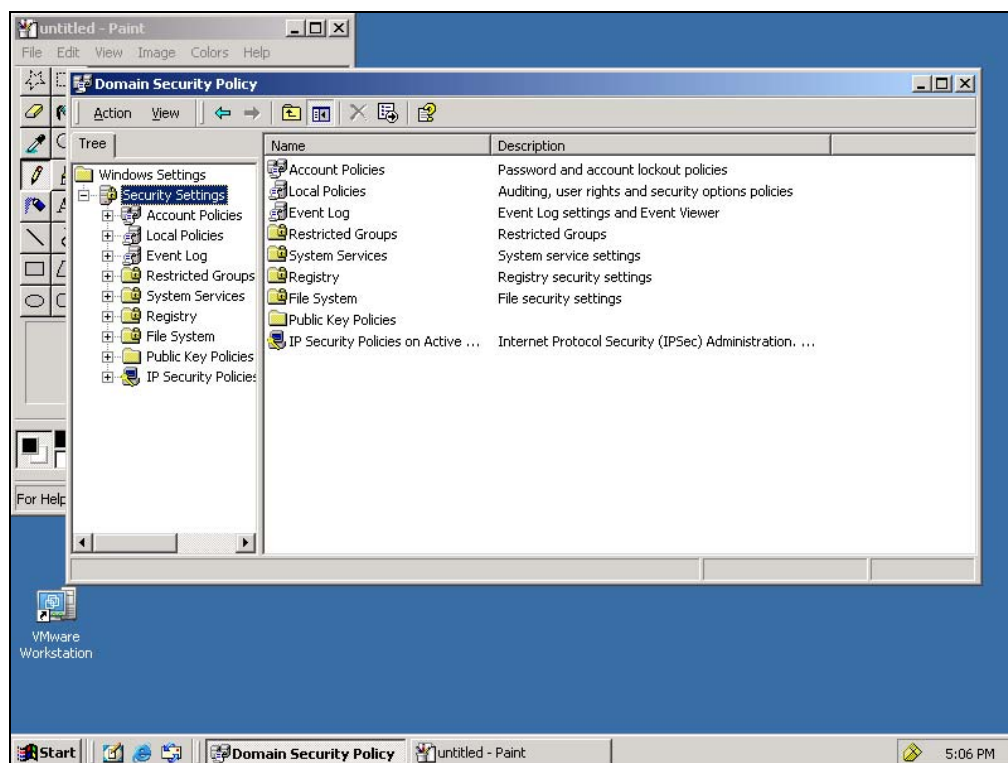 untitled - Paint
File Edit View Image Colors Help
Domain Security Policy
Action View
Tree
Name Description
Windows Settings
Security Settings
Account Policies
Local Policies
Event Log
Restricted Groups
System Services
Registry
File System
Public Key Policies
IP Security Policies
Account Policies Password and account lockout policies
Local Policies Auditing, user rights and security options policies
Event Log Event Log settings and Event Viewer
Restricted Groups Restricted Groups
System Services System service settings
Registry Registry security settings
File System File security settings
Public Key Policies
IP Security Policies on Active ... Internet Protocol Security (IPSec) Administration. ...
For Help
VMware
Workstation
Start Domain Security Policy untitled - Paint 5:06 PM